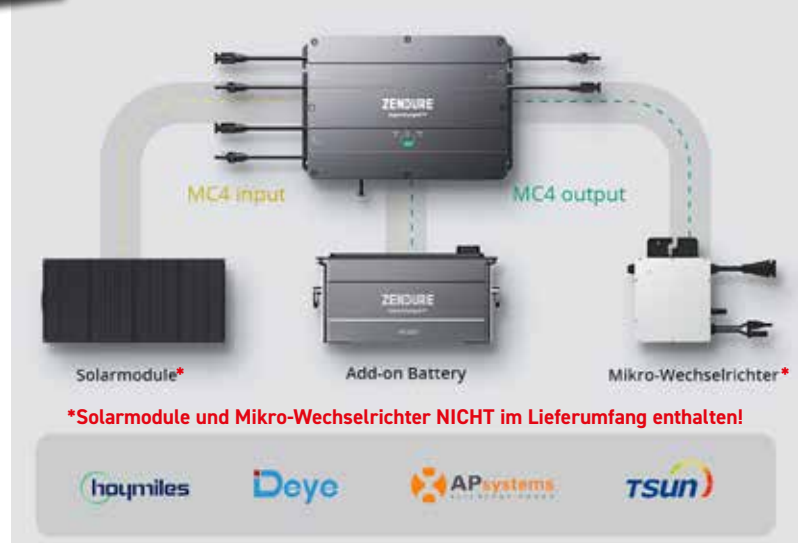 ZENDURE
MC4 input
MC4 output
ZENDURE
Solarmodule*
Add-on Battery
Mikro-Wechselrichter*
*Solarmodule und Mikro-Wechselrichter NICHT im Lieferumfang enthalten!
hoymiles
Deye
APsystems
TSUN